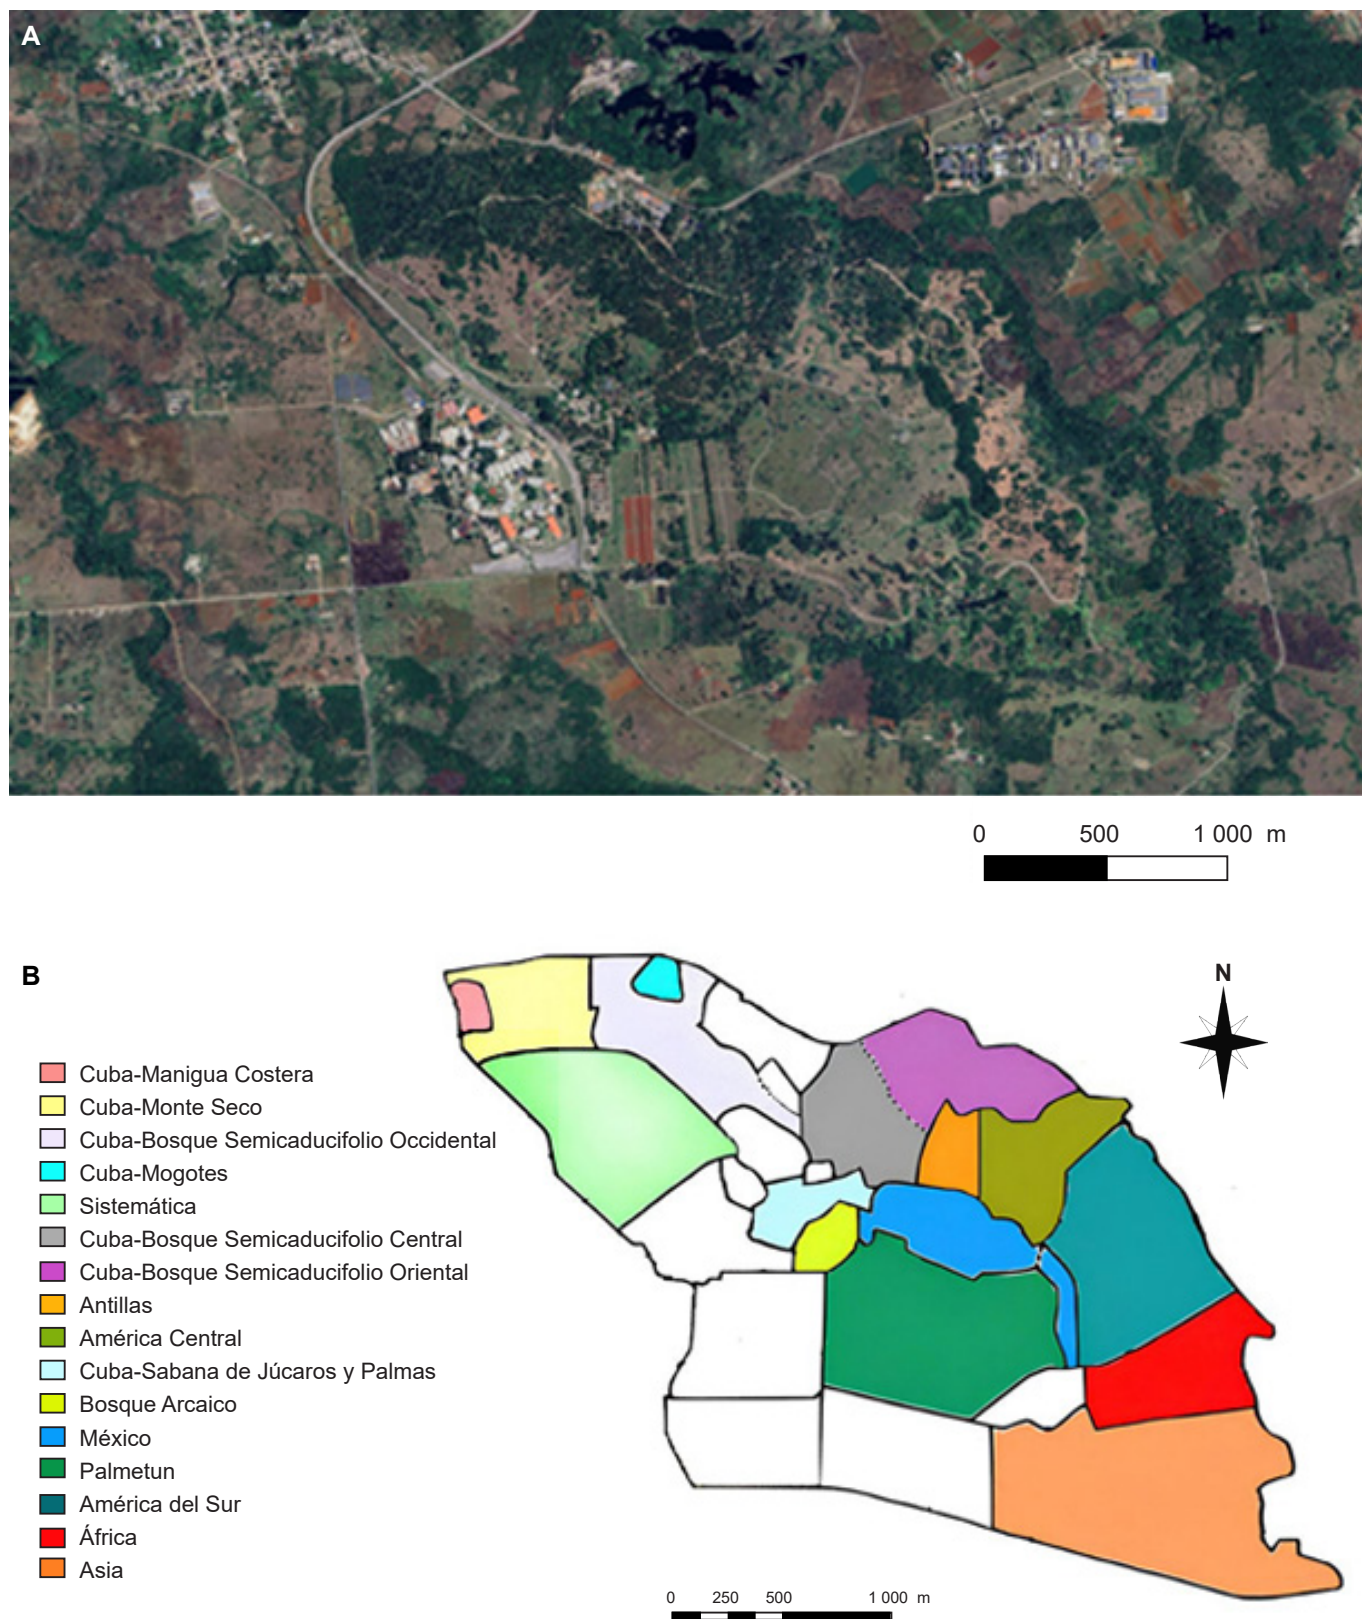 A
0 500 1 000 m
B
N
Cuba-Manigua Costera
Cuba-Monte Seco
Cuba-Bosque Semicaducifolio Occidental
Cuba-Mogotes
Sistemática
Cuba-Bosque Semicaducifolio Central
Cuba-Bosque Semicaducifolio Oriental
Antillas
América Central
Cuba-Sabana de Júcaros y Palmas
Bosque Arcaico
México
Palmetun
América del Sur
África
Asia
0 250 500 1 000 m